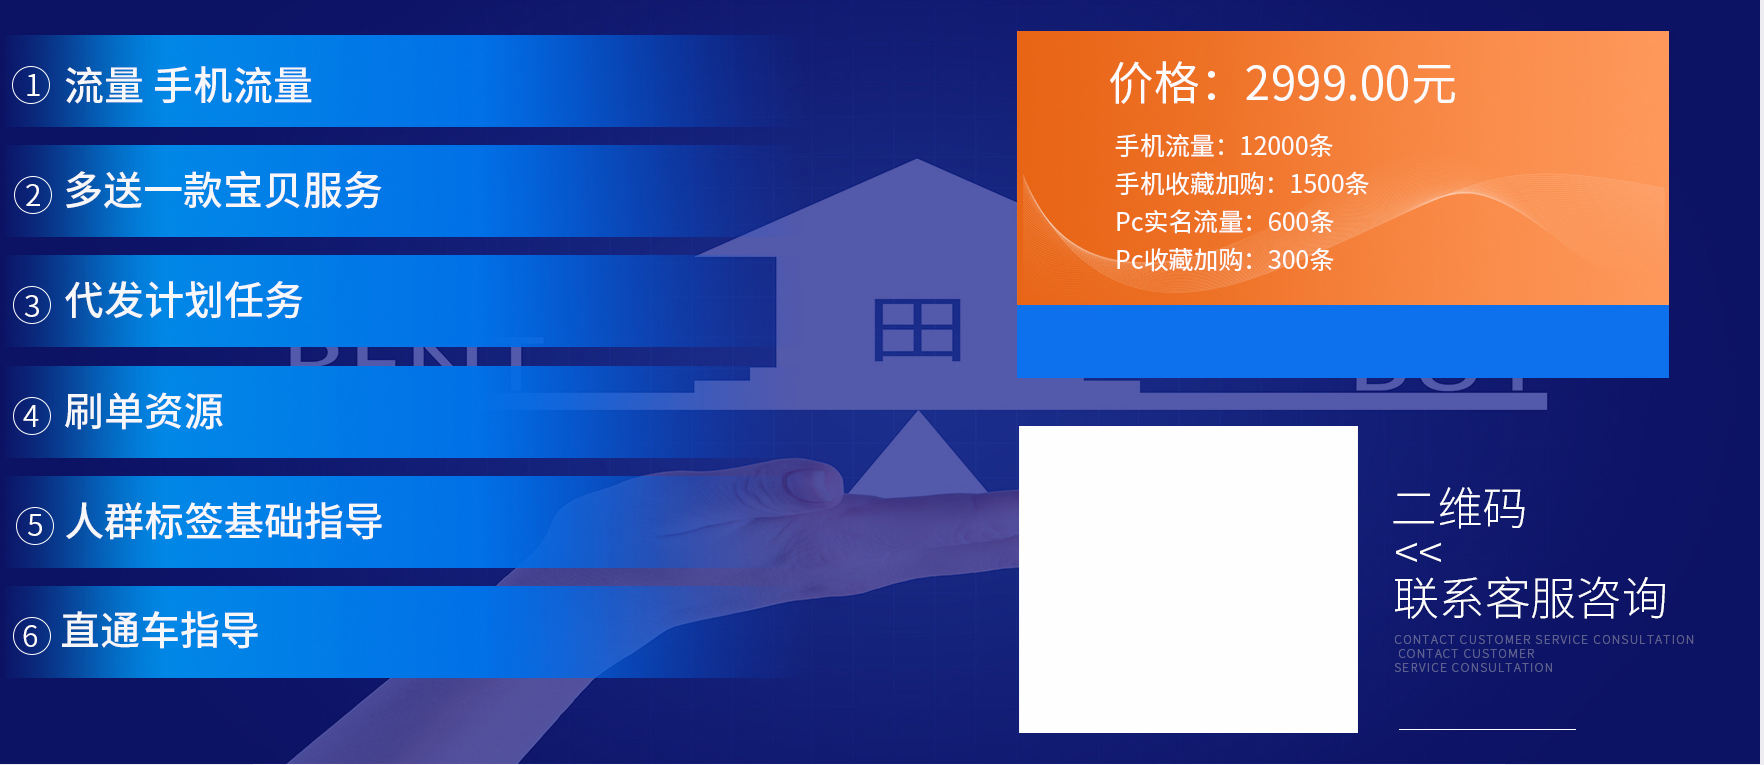 ① 流量 手机流量
② 多送一款宝贝服务
③ 代发计划任务
④ 刷单资源
⑤ 人群标签基础指导
⑥ 直通车指导
价格：2999.00元
手机流量：12000条
手机收藏加购：1500条
Pc实名流量：600条
Pc收藏加购：300条
二维码
<<
联系客服咨询
CONTACT CUSTOMER SERVICE CONSULTATION
CONTACT CUSTOMER
SERVICE CONSULTATION